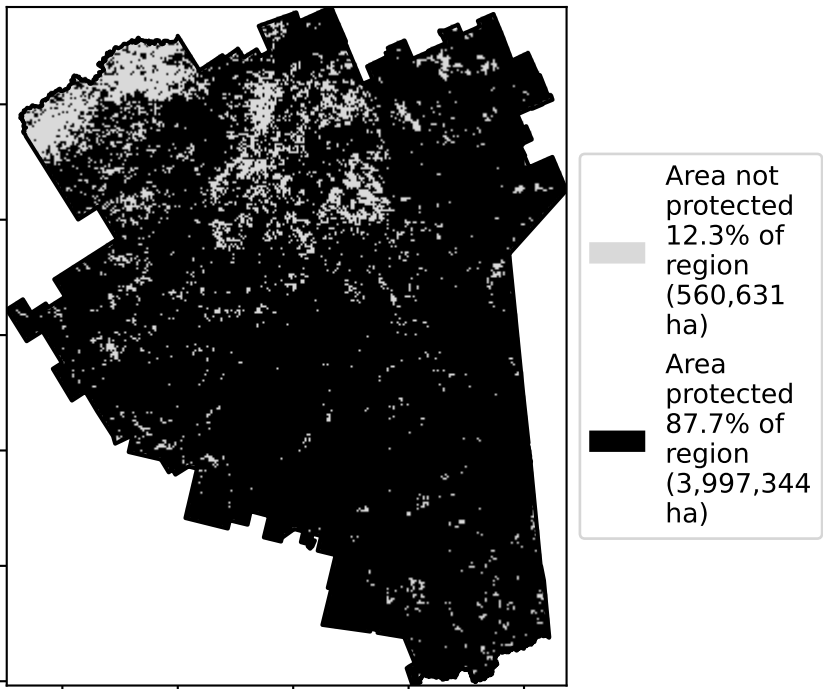 Area not
protected
12.3% of
region
(560,631
ha)
Area
protected
87.7% of
region
(3,997,344
ha)